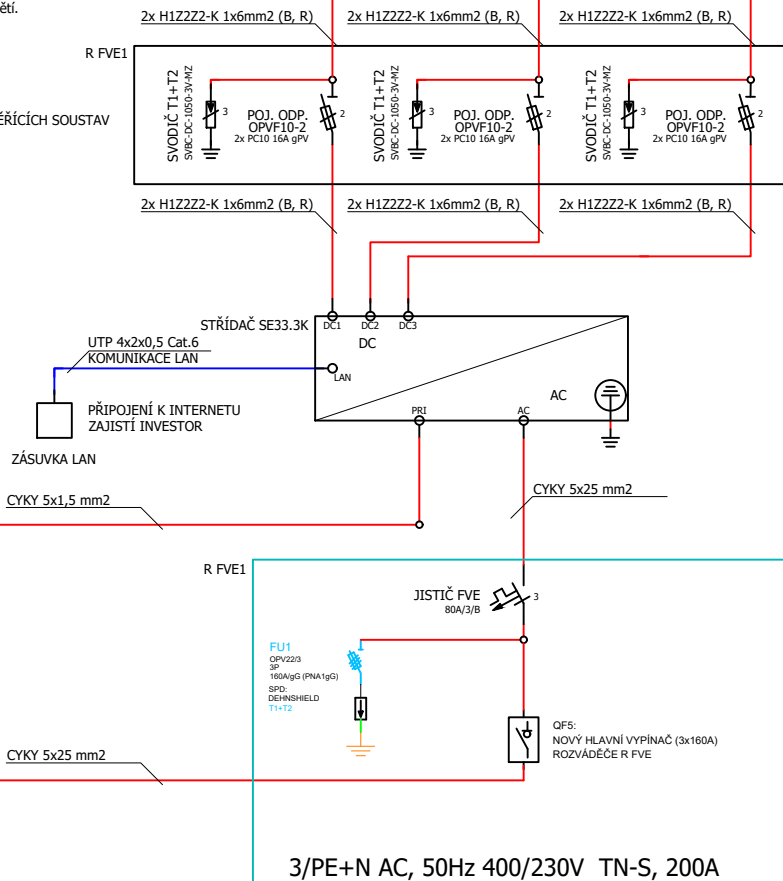 ětí.
2x H1Z2Z2-K 1x6mm2 (B, R)
2x H1Z2Z2-K 1x6mm2 (B, R)
2x H1Z2Z2-K 1x6mm2 (B, R)
R FVE1
ĚŘÍCÍCH SOUSTAV
SVODIČ T1+T2
SVBC-DC-1050-3V-MZ
3
POJ. ODP.
OPVF10-2
2x PC10 16A gPV
2
SVODIČ T1+T2
SVBC-DC-1050-3V-MZ
3
POJ. ODP.
OPVF10-2
2x PC10 16A gPV
2
SVODIČ T1+T2
SVBC-DC-1050-3V-MZ
3
POJ. ODP.
OPVF10-2
2x PC10 16A gPV
2
2x H1Z2Z2-K 1x6mm2 (B, R)
2x H1Z2Z2-K 1x6mm2 (B, R)
2x H1Z2Z2-K 1x6mm2 (B, R)
STŘÍDAČ SE33.3K
DC1
DC2
DC3
DC
UTP 4x2x0,5 Cat.6
KOMUNIKACE LAN
LAN
AC
PŘIPOJENÍ K INTERNETU
ZAJISTÍ INVESTOR
PRI
AC
ZÁSUVKA LAN
CYKY 5x1,5 mm2
CYKY 5x25 mm2
R FVE1
JISTIČ FVE
80A/3/B
3
FU1
OPV22/3
3P
160A/gG (PNA1gG)
SPD:
DEHNSHIELD
T1+T2
QF5:
NOVÝ HLAVNÍ VYPÍNAČ (3x160A)
ROZVÁDĚČE R FVE
CYKY 5x25 mm2
3/PE+N AC, 50Hz 400/230V TN-S, 200A